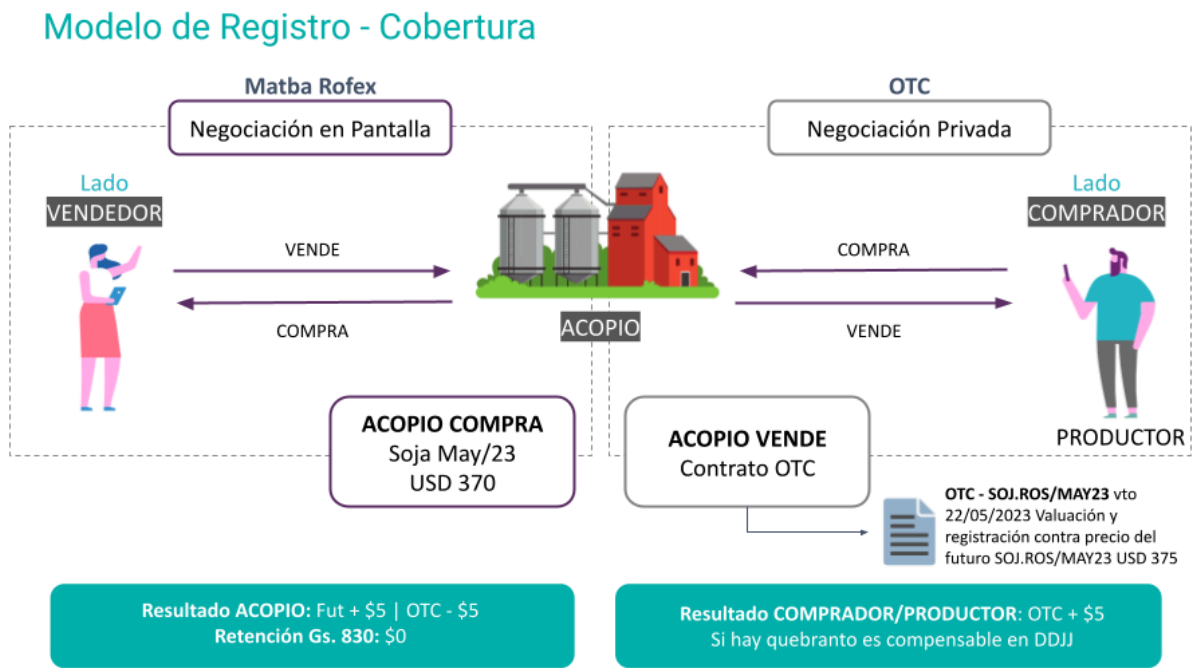 Modelo de Registro - Cobertura
Matba Rofex
Negociación en Pantalla
Lado
VENDEDOR
VENDE
COMPRA
ACOPIO
ACOPIO COMPRA
Soja May/23
USD 370
OTC
Negociación Privada
Lado
COMPRADOR
COMPRA
VENDE
PRODUCTOR
ACOPIO VENDE
Contrato OTC
OTC - SOJ.ROS/MAY23 vto
22/05/2023 Valuación y
registración contra precio del
futuro SOJ.ROS/MAY23 USD 375
Resultado ACOPIO: Fut + $5 | OTC - $5
Retención Gs. 830: $0
Resultado COMPRADOR/PRODUCTOR: OTC + $5
Si hay quebranto es compensable en DDJJ